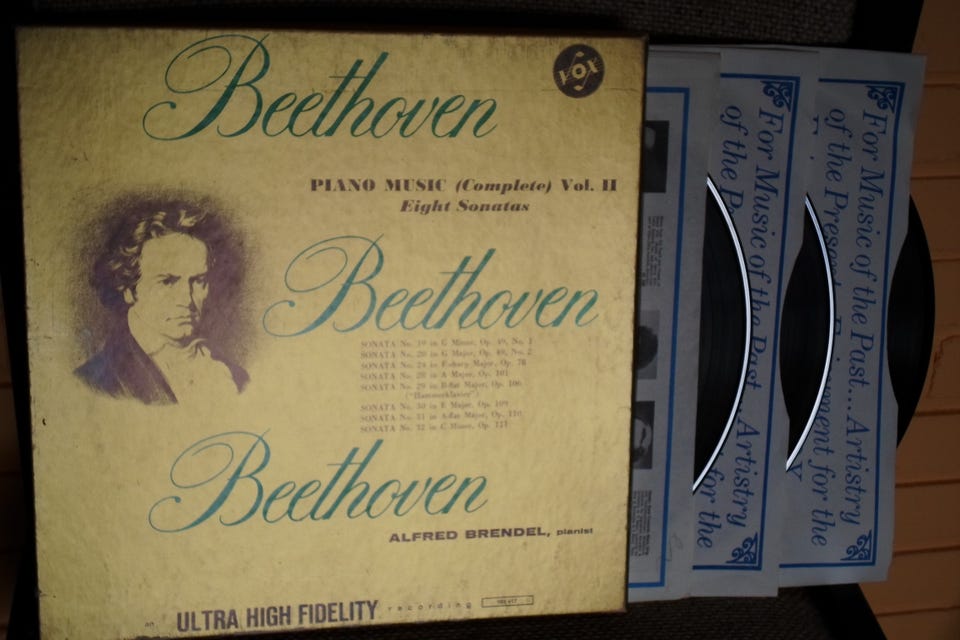 Beethoven
VOX
PIANO MUSIC (Complete) Vol. II
Eight Sonatas
Beethoven
SONATA No. 19 in G Minor, Op. 49, No. 1
SONATA No. 20 in G Major, Op. 49, No. 2
SONATA No. 24 in F-sharp Major, Op. 78
SONATA No. 28 in A Major, Op. 101
SONATA No. 29 in B-flat Major, Op. 106
("Hammerklavier")
SONATA No. 30 in E Major, Op. 109
SONATA No. 31 in A-flat Major, Op. 110
SONATA No. 32 in C Minor, Op. 111
Beethoven
ALFRED BRENDEL, pianist
an ULTRA HIGH FIDELITY recording
For Music of the Past...Artistry
of the
for the
For Music of the Past...Artistry
of the Present
for the